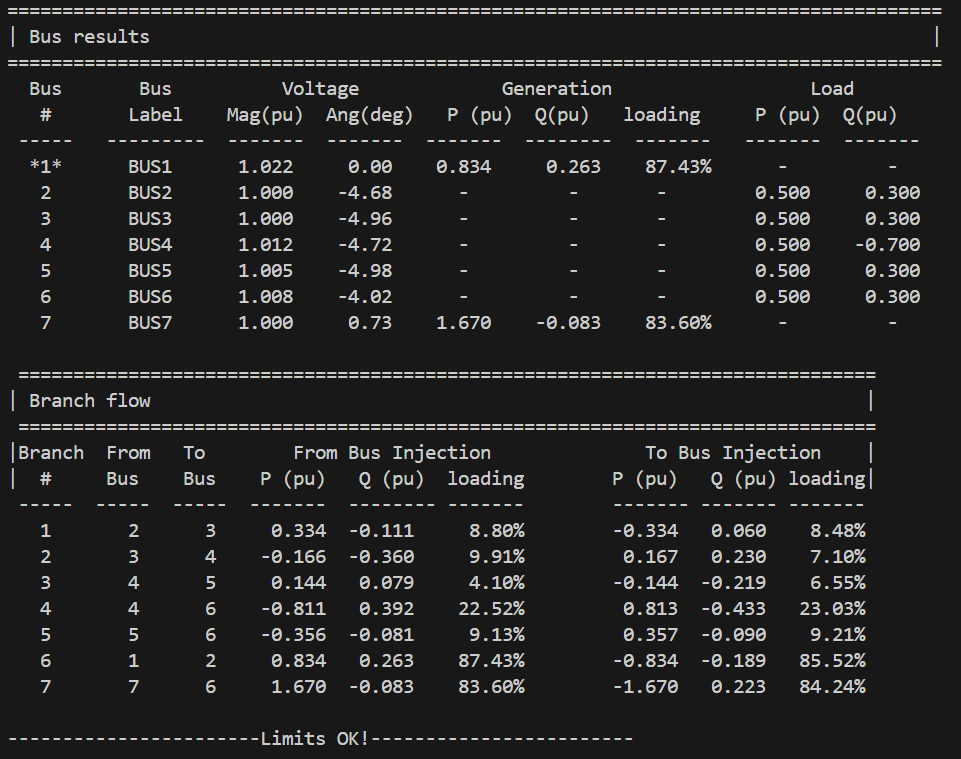 =====================================================================================
| Bus results                                                                       |
=====================================================================================
  Bus       Bus          Voltage             Generation                  Load
   #       Label    Mag(pu)  Ang(deg)   P (pu)  Q(pu)   loading     P (pu)  Q(pu)
 -----   ---------  -------  -------  -------  --------  -------   -------  -------
  *1*      BUS1      1.022     0.00    0.834     0.263    87.43%      -         -
   2       BUS2      1.000    -4.68      -         -       -        0.500     0.300
   3       BUS3      1.000    -4.96      -         -       -        0.500     0.300
   4       BUS4      1.012    -4.72      -         -       -        0.500    -0.700
   5       BUS5      1.005    -4.98      -         -       -        0.500     0.300
   6       BUS6      1.008    -4.02      -         -       -        0.500     0.300
   7       BUS7      1.000     0.73    1.670    -0.083    83.60%      -         -
 ==============================================================================
| Branch flow                                                                 |
 ==============================================================================
|Branch  From   To        From Bus Injection              To Bus Injection    |
|  #     Bus    Bus    P (pu)   Q (pu)  loading        P (pu)   Q (pu) loading|
 -----  -----  -----  -------  -------- -------        ------- ------- -------
   1       2      3     0.334  -0.111     8.80%        -0.334   0.060    8.48%
   2       3      4    -0.166  -0.360     9.91%         0.167   0.230    7.10%
   3       4      5     0.144   0.079     4.10%        -0.144  -0.219    6.55%
   4       4      6    -0.811   0.392    22.52%         0.813  -0.433   23.03%
   5       5      6    -0.356  -0.081     9.13%         0.357  -0.090    9.21%
   6       1      2     0.834   0.263    87.43%        -0.834  -0.189   85.52%
   7       7      6     1.670  -0.083    83.60%        -1.670   0.223   84.24%
-----------------------Limits OK!------------------------